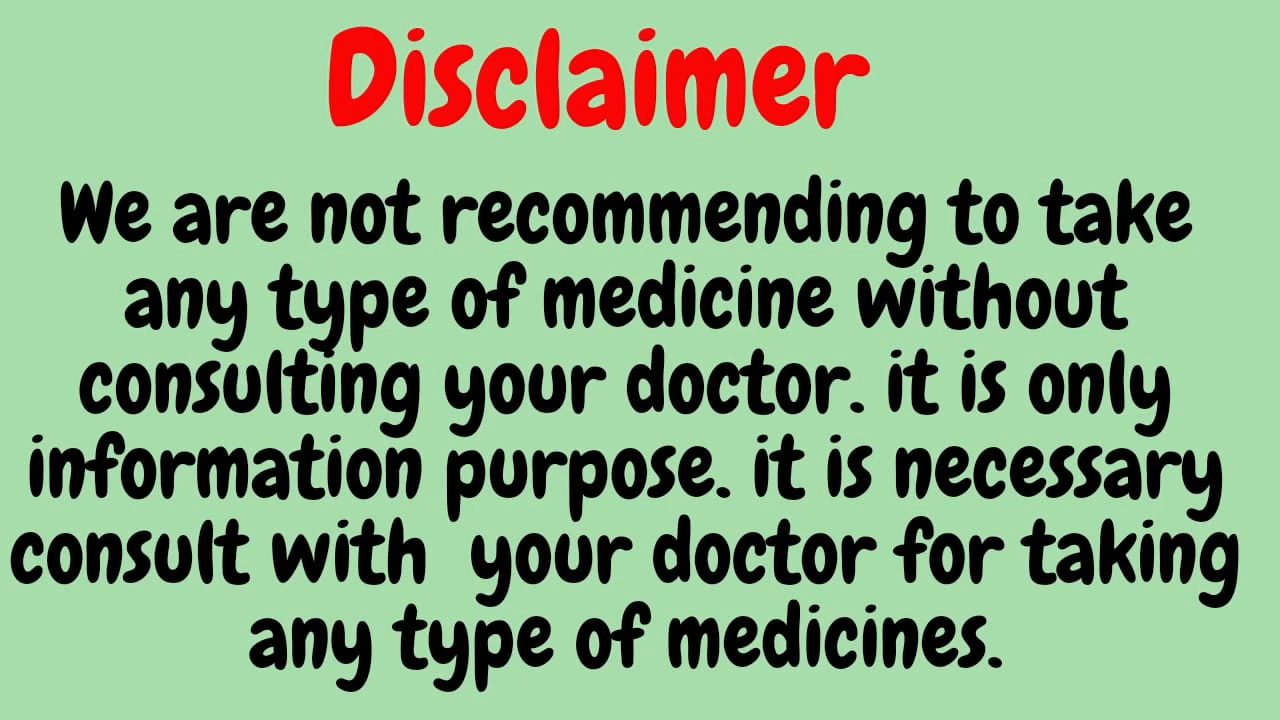 Disclaimer
We are not recommending to take
any type of medicine without
consulting your doctor. it is only
information purpose. it is necessary
consult with  your doctor for taking
any type of medicines.